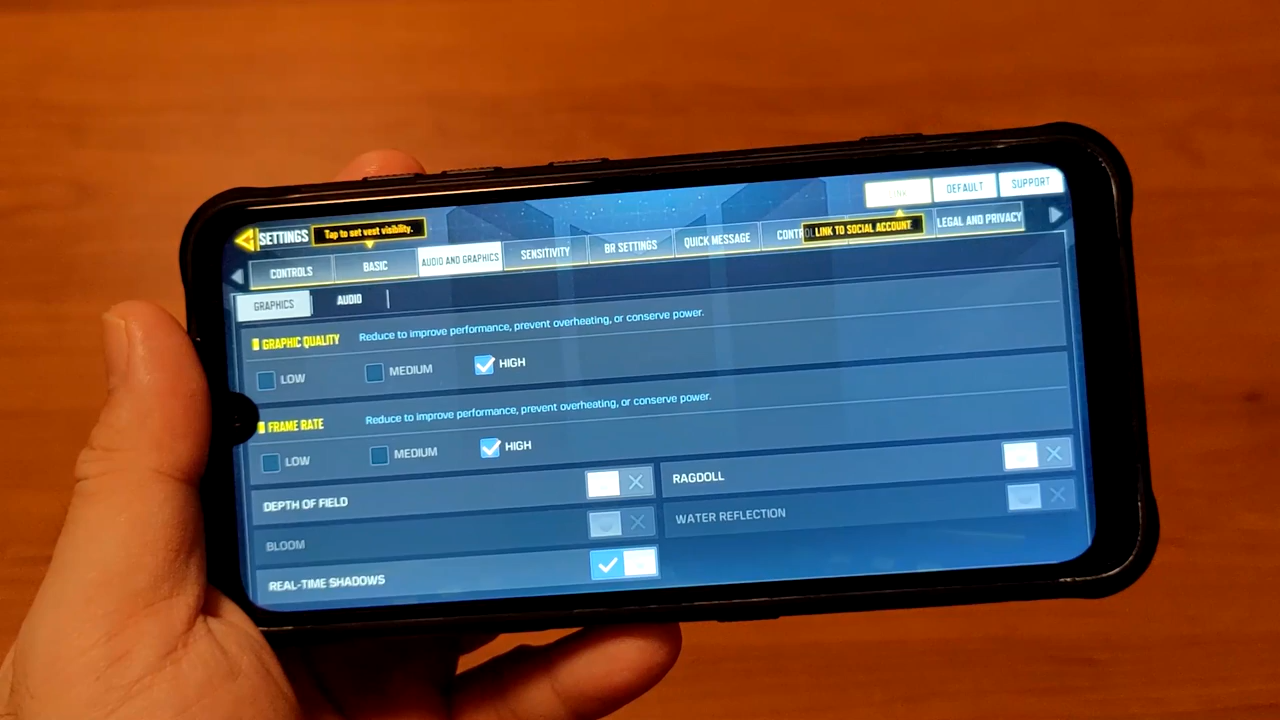 SETTINGS
Tap to set vest visibility.
DEFAULT
SUPPORT
CONTROLS
BASIC
AUDIO AND GRAPHICS
SENSITIVITY
BR SETTINGS
QUICK MESSAGE
LINK TO SOCIAL ACCOUNT
LEGAL AND PRIVACY
GRAPHICS
AUDIO
GRAPHIC QUALITY
Reduce to improve performance, prevent overheating, or conserve power.
LOW
MEDIUM
HIGH
FRAME RATE
Reduce to improve performance, prevent overheating, or conserve power.
LOW
MEDIUM
HIGH
DEPTH OF FIELD
RAGDOLL
BLOOM
WATER REFLECTION
REAL-TIME SHADOWS